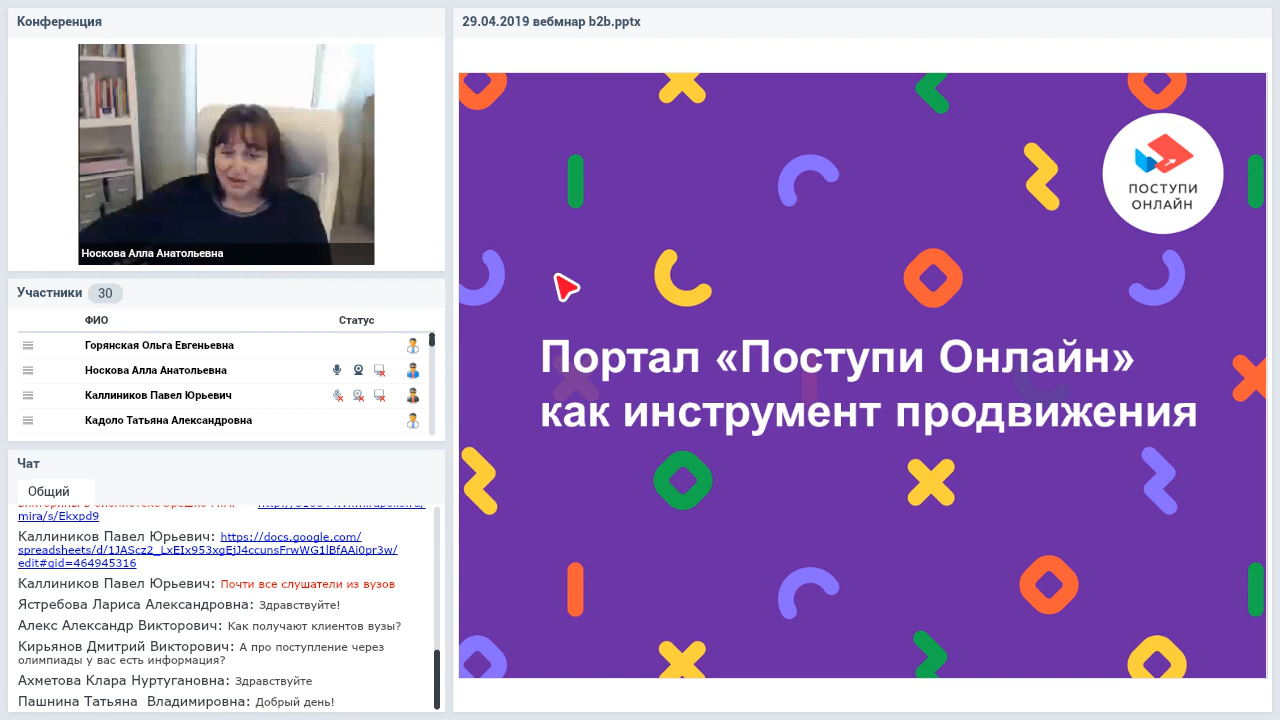 Конференция
Носкова Алла Анатольевна
Участники 30
ФИО Статус
Горянская Ольга Евгеньевна
Носкова Алла Анатольевна
Каллиников Павел Юрьевич
Кадоло Татьяна Александровна
Чат
Общий
mira/s/Ekxpd9
Каллиников Павел Юрьевич: https://docs.google.com/
spreadsheets/d/1JAScz2_LxEIx953xgEjJ4ccunsFrwWG1lBfAAi0pr3w/
edit#gid=464945316
Каллиников Павел Юрьевич: Почти все слушатели из вузов
Ястребова Лариса Александровна: Здравствуйте!
Алекс Александр Викторович: Как получают клиентов вузы?
Кирьянов Дмитрий Викторович: А про поступление через
олимпиады у вас есть информация?
Ахметова Клара Нуртугановна: Здравствуйте
Пашнина Татьяна Владимировна: Добрый день!
29.04.2019 вебмнар b2b.pptx
ПОСТУПИ
ОНЛАЙН
Портал «Поступи Онлайн»
как инструмент продвижения